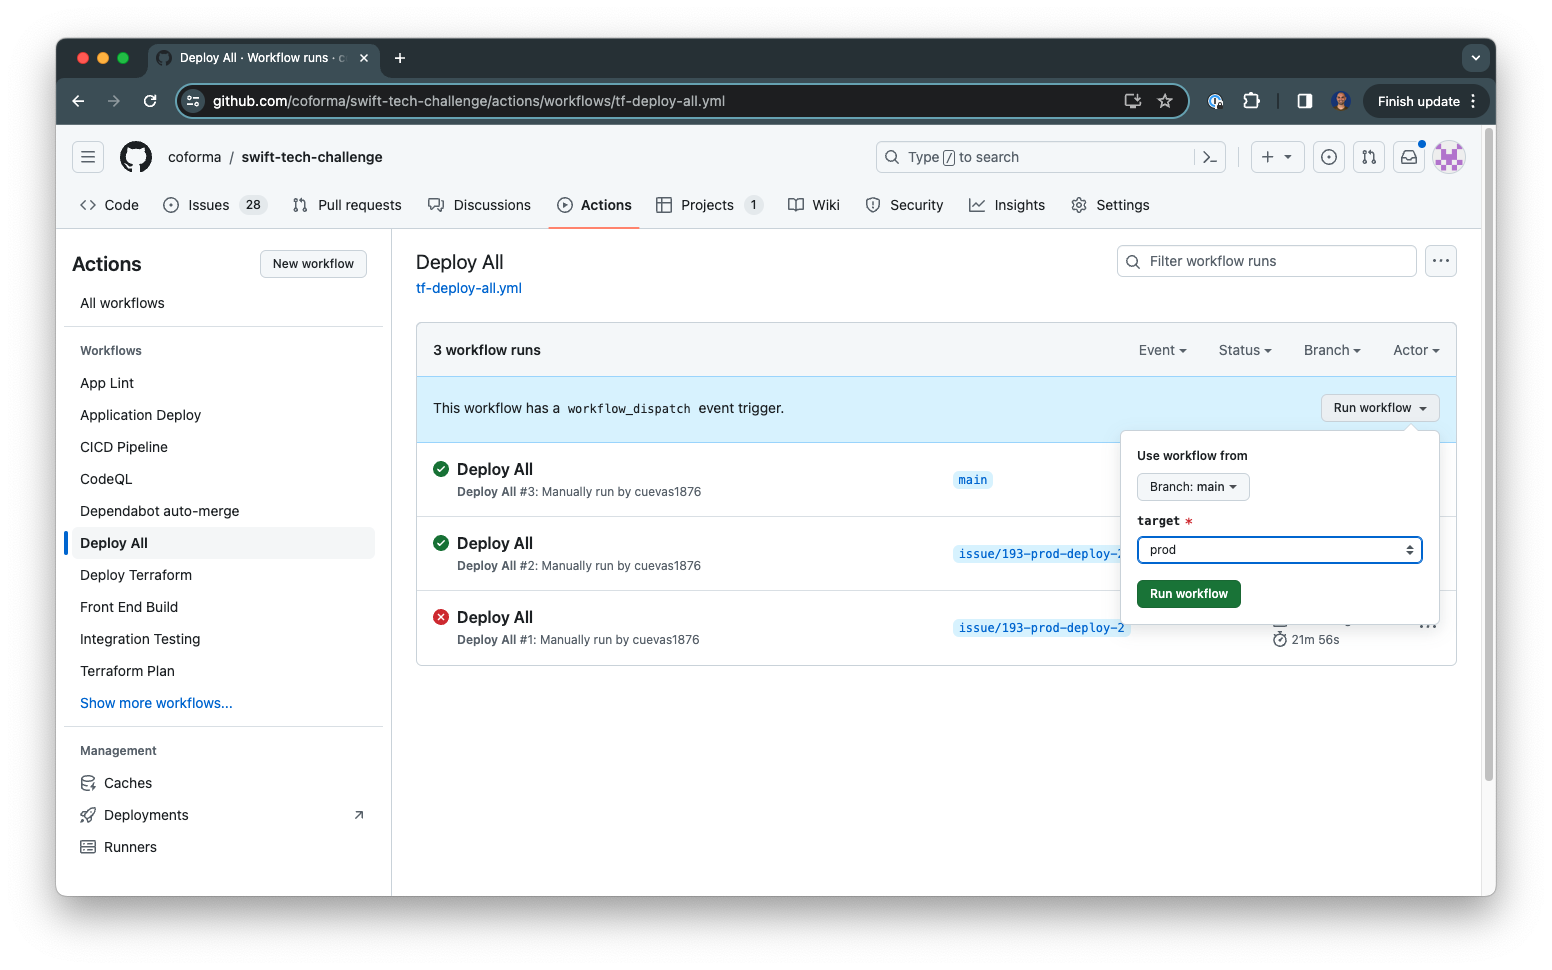 Deploy All · Workflow runs · c
github.com/coforma/swift-tech-challenge/actions/workflows/tf-deploy-all.yml
Finish update
coforma / swift-tech-challenge
Type / to search
Code
Issues 28
Pull requests
Discussions
Actions
Projects 1
Wiki
Security
Insights
Settings
Actions
New workflow
All workflows
Workflows
App Lint
Application Deploy
CICD Pipeline
CodeQL
Dependabot auto-merge
Deploy All
Deploy Terraform
Front End Build
Integration Testing
Terraform Plan
Show more workflows...
Management
Caches
Deployments
Runners
Deploy All
tf-deploy-all.yml
Filter workflow runs
3 workflow runs
Event
Status
Branch
Actor
This workflow has a workflow_dispatch event trigger.
Run workflow
Use workflow from
Branch: main
target *
prod
Run workflow
Deploy All
Deploy All #3: Manually run by cuevas1876
main
Deploy All
Deploy All #2: Manually run by cuevas1876
issue/193-prod-deploy-2
Deploy All
Deploy All #1: Manually run by cuevas1876
issue/193-prod-deploy-2
21m 56s